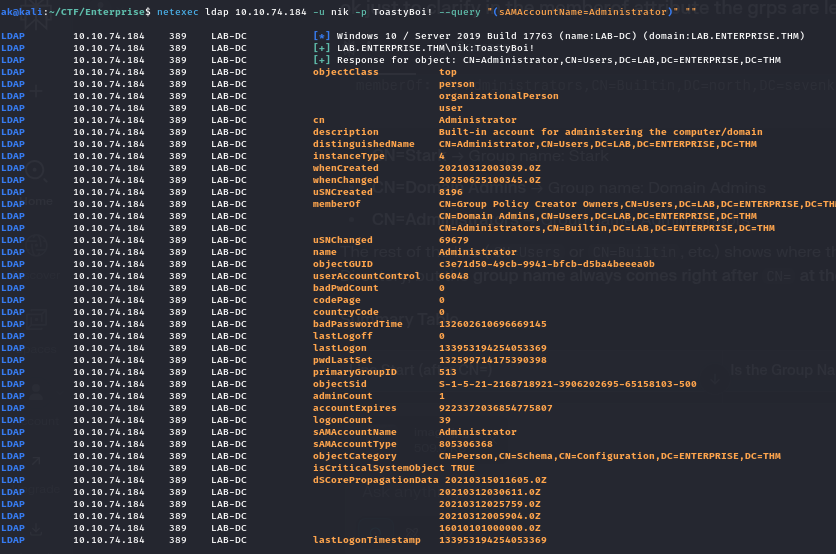 ak@kali:~/CTF/Enterprise$ netexec ldap 10.10.74.184 -u nik -p ToastyBoi! --query "(sAMAccountName=Administrator)" ""
LDAP 10.10.74.184 389 LAB-DC [*] Windows 10 / Server 2019 Build 17763 (name:LAB-DC) (domain:LAB.ENTERPRISE.THM)
LDAP 10.10.74.184 389 LAB-DC [+] LAB.ENTERPRISE.THM\nik:ToastyBoi!
LDAP 10.10.74.184 389 LAB-DC [+] Response for object: CN=Administrator,CN=Users,DC=LAB,DC=ENTERPRISE,DC=THM
LDAP 10.10.74.184 389 LAB-DC objectClass top
LDAP 10.10.74.184 389 LAB-DC person
LDAP 10.10.74.184 389 LAB-DC organizationalPerson
LDAP 10.10.74.184 389 LAB-DC user
LDAP 10.10.74.184 389 LAB-DC cn Administrator
LDAP 10.10.74.184 389 LAB-DC description Built-in account for administering the computer/domain
LDAP 10.10.74.184 389 LAB-DC distinguishedName CN=Administrator,CN=Users,DC=LAB,DC=ENTERPRISE,DC=THM
LDAP 10.10.74.184 389 LAB-DC instanceType 4
LDAP 10.10.74.184 389 LAB-DC whenCreated 20210312003039.0Z
LDAP 10.10.74.184 389 LAB-DC whenChanged 20250625100345.0Z
LDAP 10.10.74.184 389 LAB-DC uSNCreated 8196
LDAP 10.10.74.184 389 LAB-DC memberOf CN=Group Policy Creator Owners,CN=Users,DC=LAB,DC=ENTERPRISE,DC=TH
LDAP 10.10.74.184 389 LAB-DC CN=Domain Admins,CN=Users,DC=LAB,DC=ENTERPRISE,DC=THM
LDAP 10.10.74.184 389 LAB-DC CN=Administrators,CN=Builtin,DC=LAB,DC=ENTERPRISE,DC=THM
LDAP 10.10.74.184 389 LAB-DC uSNChanged 69679
LDAP 10.10.74.184 389 LAB-DC name Administrator
LDAP 10.10.74.184 389 LAB-DC objectGUID c3e71d50-49cb-9941-bfcb-d5ba4beeea0b
LDAP 10.10.74.184 389 LAB-DC userAccountControl 66048
LDAP 10.10.74.184 389 LAB-DC badPwdCount 0
LDAP 10.10.74.184 389 LAB-DC codePage 0
LDAP 10.10.74.184 389 LAB-DC countryCode 0
LDAP 10.10.74.184 389 LAB-DC badPasswordTime 132602610696669145
LDAP 10.10.74.184 389 LAB-DC lastLogoff 0
LDAP 10.10.74.184 389 LAB-DC lastLogon 133953194254053369
LDAP 10.10.74.184 389 LAB-DC pwdLastSet 132599714175390398
LDAP 10.10.74.184 389 LAB-DC primaryGroupID 513
LDAP 10.10.74.184 389 LAB-DC objectSid S-1-5-21-2168718921-3906202695-65158103-500
LDAP 10.10.74.184 389 LAB-DC adminCount 1
LDAP 10.10.74.184 389 LAB-DC accountExpires 9223372036854775807
LDAP 10.10.74.184 389 LAB-DC logonCount 39
LDAP 10.10.74.184 389 LAB-DC sAMAccountName Administrator
LDAP 10.10.74.184 389 LAB-DC sAMAccountType 805306368
LDAP 10.10.74.184 389 LAB-DC objectCategory CN=Person,CN=Schema,CN=Configuration,DC=ENTERPRISE,DC=THM
LDAP 10.10.74.184 389 LAB-DC isCriticalSystemObject TRUE
LDAP 10.10.74.184 389 LAB-DC dSCorePropagationData 20210315011605.0Z
LDAP 10.10.74.184 389 LAB-DC 20210312030611.0Z
LDAP 10.10.74.184 389 LAB-DC 20210312025759.0Z
LDAP 10.10.74.184 389 LAB-DC 20210312005904.0Z
LDAP 10.10.74.184 389 LAB-DC 16010101000000.0Z
LDAP 10.10.74.184 389 LAB-DC lastLogonTimestamp 133953194254053369